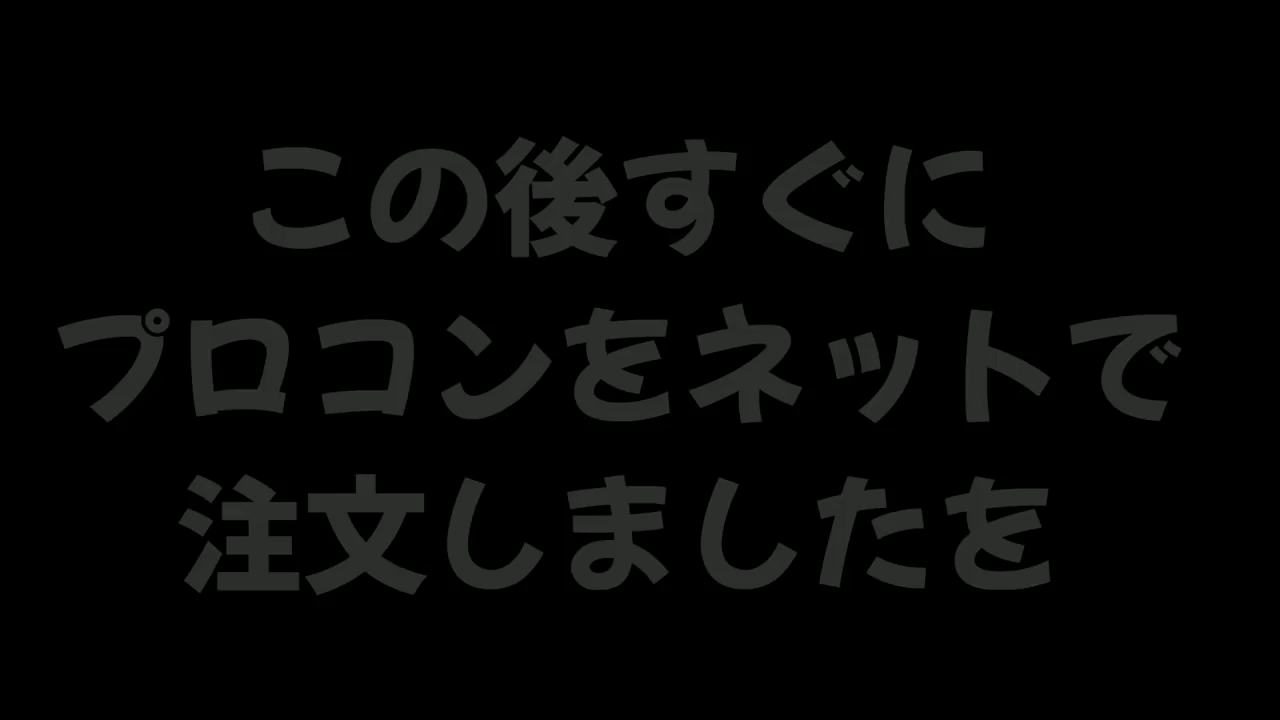 この後すぐに
プロコンをネットで
注文しましたを